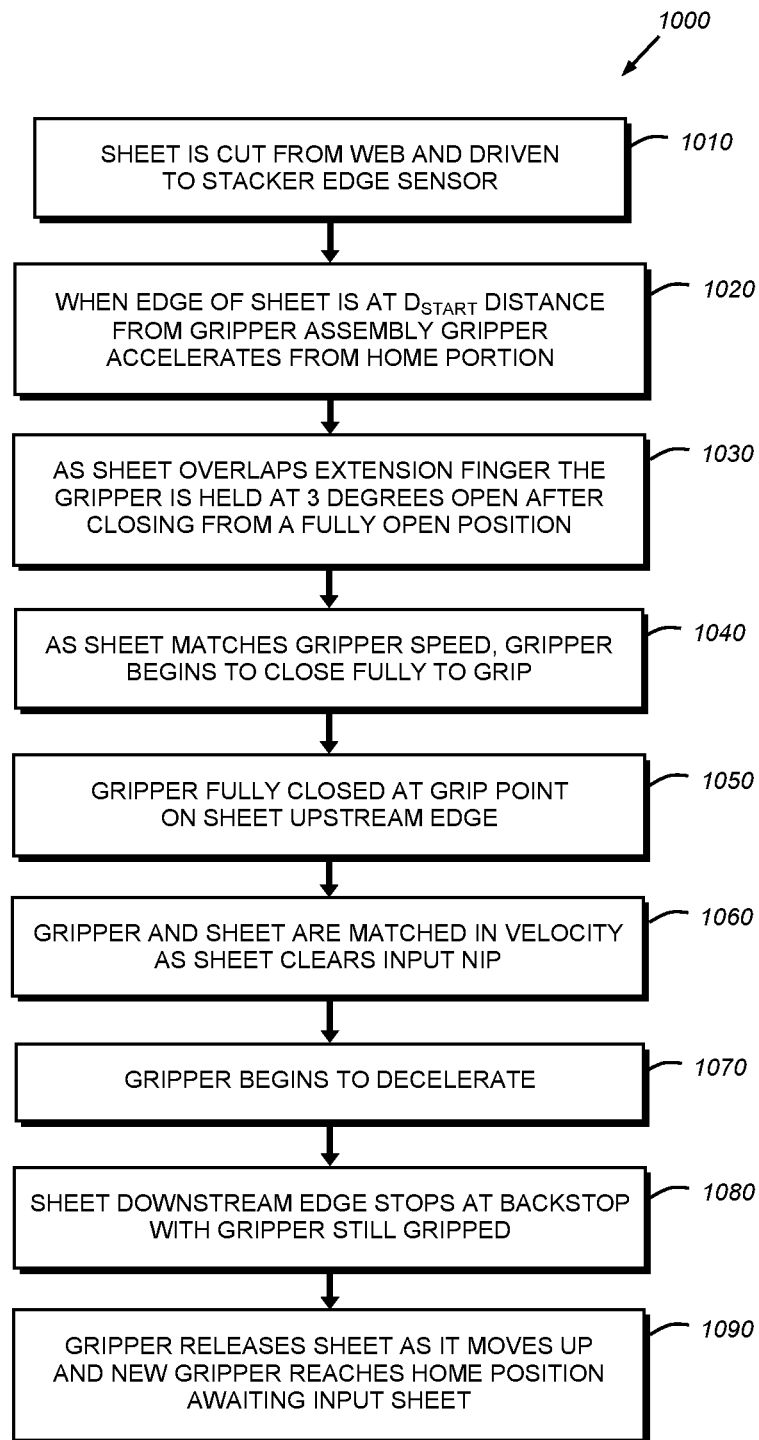 1000
SHEET IS CUT FROM WEB AND DRIVEN
TO STACKER EDGE SENSOR
1010
WHEN EDGE OF SHEET IS AT DSTART DISTANCE
FROM GRIPPER ASSEMBLY GRIPPER
ACCELERATES FROM HOME PORTION
1020
AS SHEET OVERLAPS EXTENSION FINGER THE
GRIPPER IS HELD AT 3 DEGREES OPEN AFTER
CLOSING FROM A FULLY OPEN POSITION
1030
AS SHEET MATCHES GRIPPER SPEED, GRIPPER
BEGINS TO CLOSE FULLY TO GRIP
1040
GRIPPER FULLY CLOSED AT GRIP POINT
ON SHEET UPSTREAM EDGE
1050
GRIPPER AND SHEET ARE MATCHED IN VELOCITY
AS SHEET CLEARS INPUT NIP
1060
GRIPPER BEGINS TO DECELERATE
1070
SHEET DOWNSTREAM EDGE STOPS AT BACKSTOP
WITH GRIPPER STILL GRIPPED
1080
GRIPPER RELEASES SHEET AS IT MOVES UP
AND NEW GRIPPER REACHES HOME POSITION
AWAITING INPUT SHEET
1090